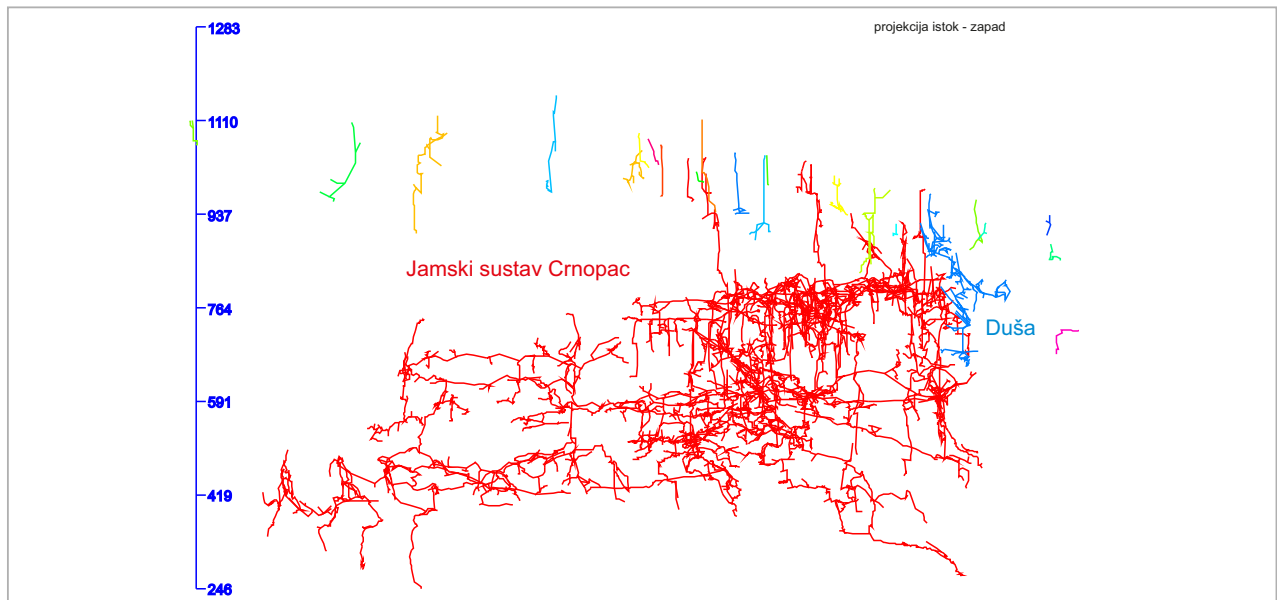 1283
projekcija istok - zapad
1110
937
Jamski sustav Crnopac
764
Duša
591
419
246